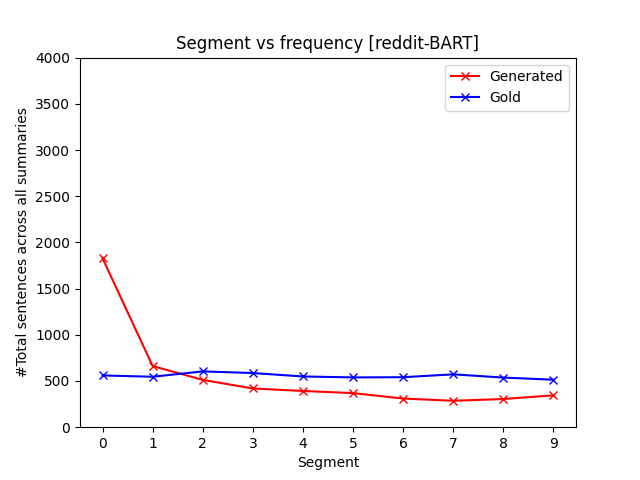 Segment vs frequency [reddit-BART]
Generated
Gold
#Total sentences across all summaries
4000
3500
3000
2500
2000
1500
1000
500
0
0 1 2 3 4 5 6 7 8 9
Segment